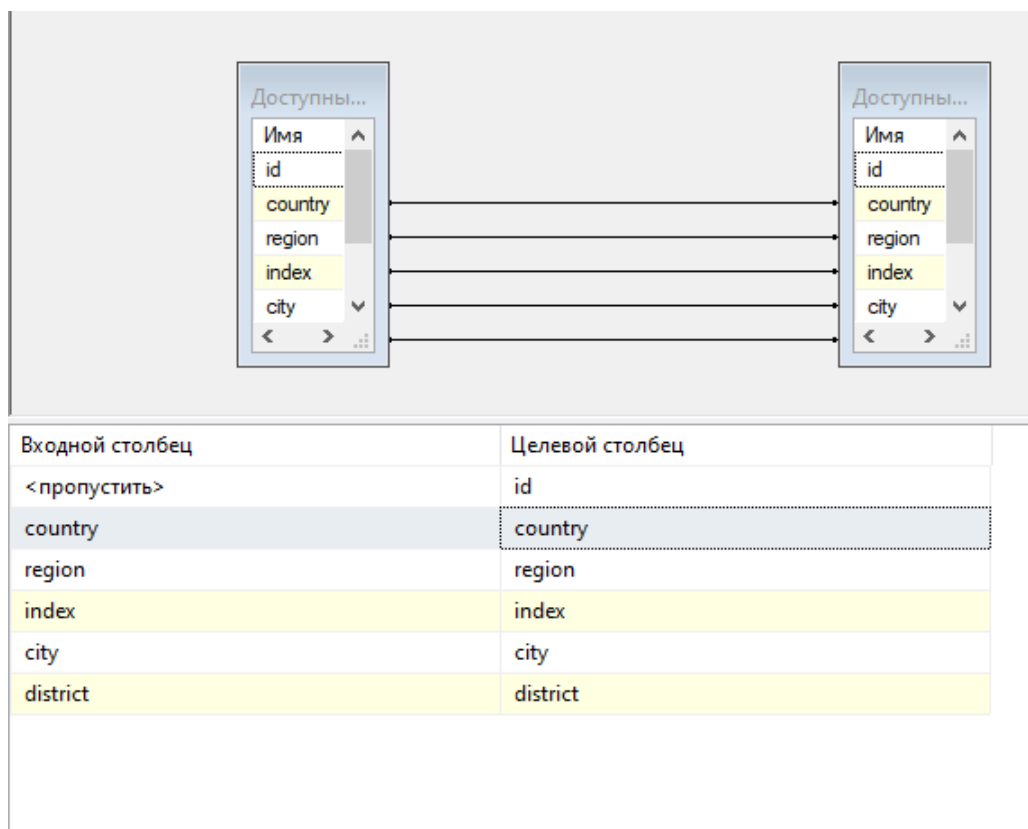 Доступны... Доступны...
Имя Имя
id id
country country
region region
index index
city city
Входной столбец Целевой столбец
<пропустить> id
country country
region region
index index
city city
district district